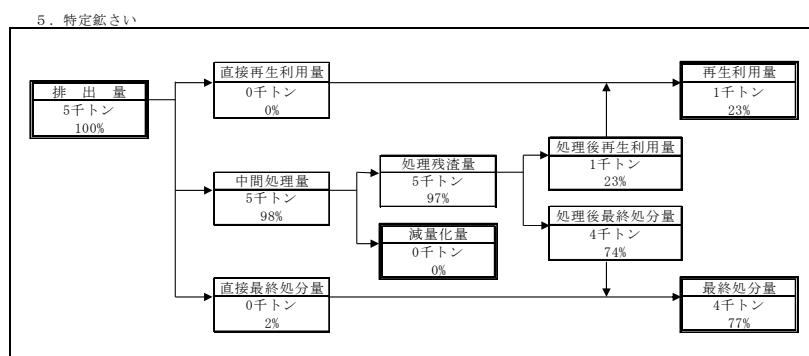 5．特定鉱さい
排　出　量
5千トン
100%
直接再生利用量
0千トン
0%
再生利用量
1千トン
23%
中間処理量
5千トン
98%
処理残渣量
5千トン
97%
処理後再生利用量
1千トン
23%
減量化量
0千トン
0%
処理後最終処分量
4千トン
74%
直接最終処分量
0千トン
2%
最終処分量
4千トン
77%